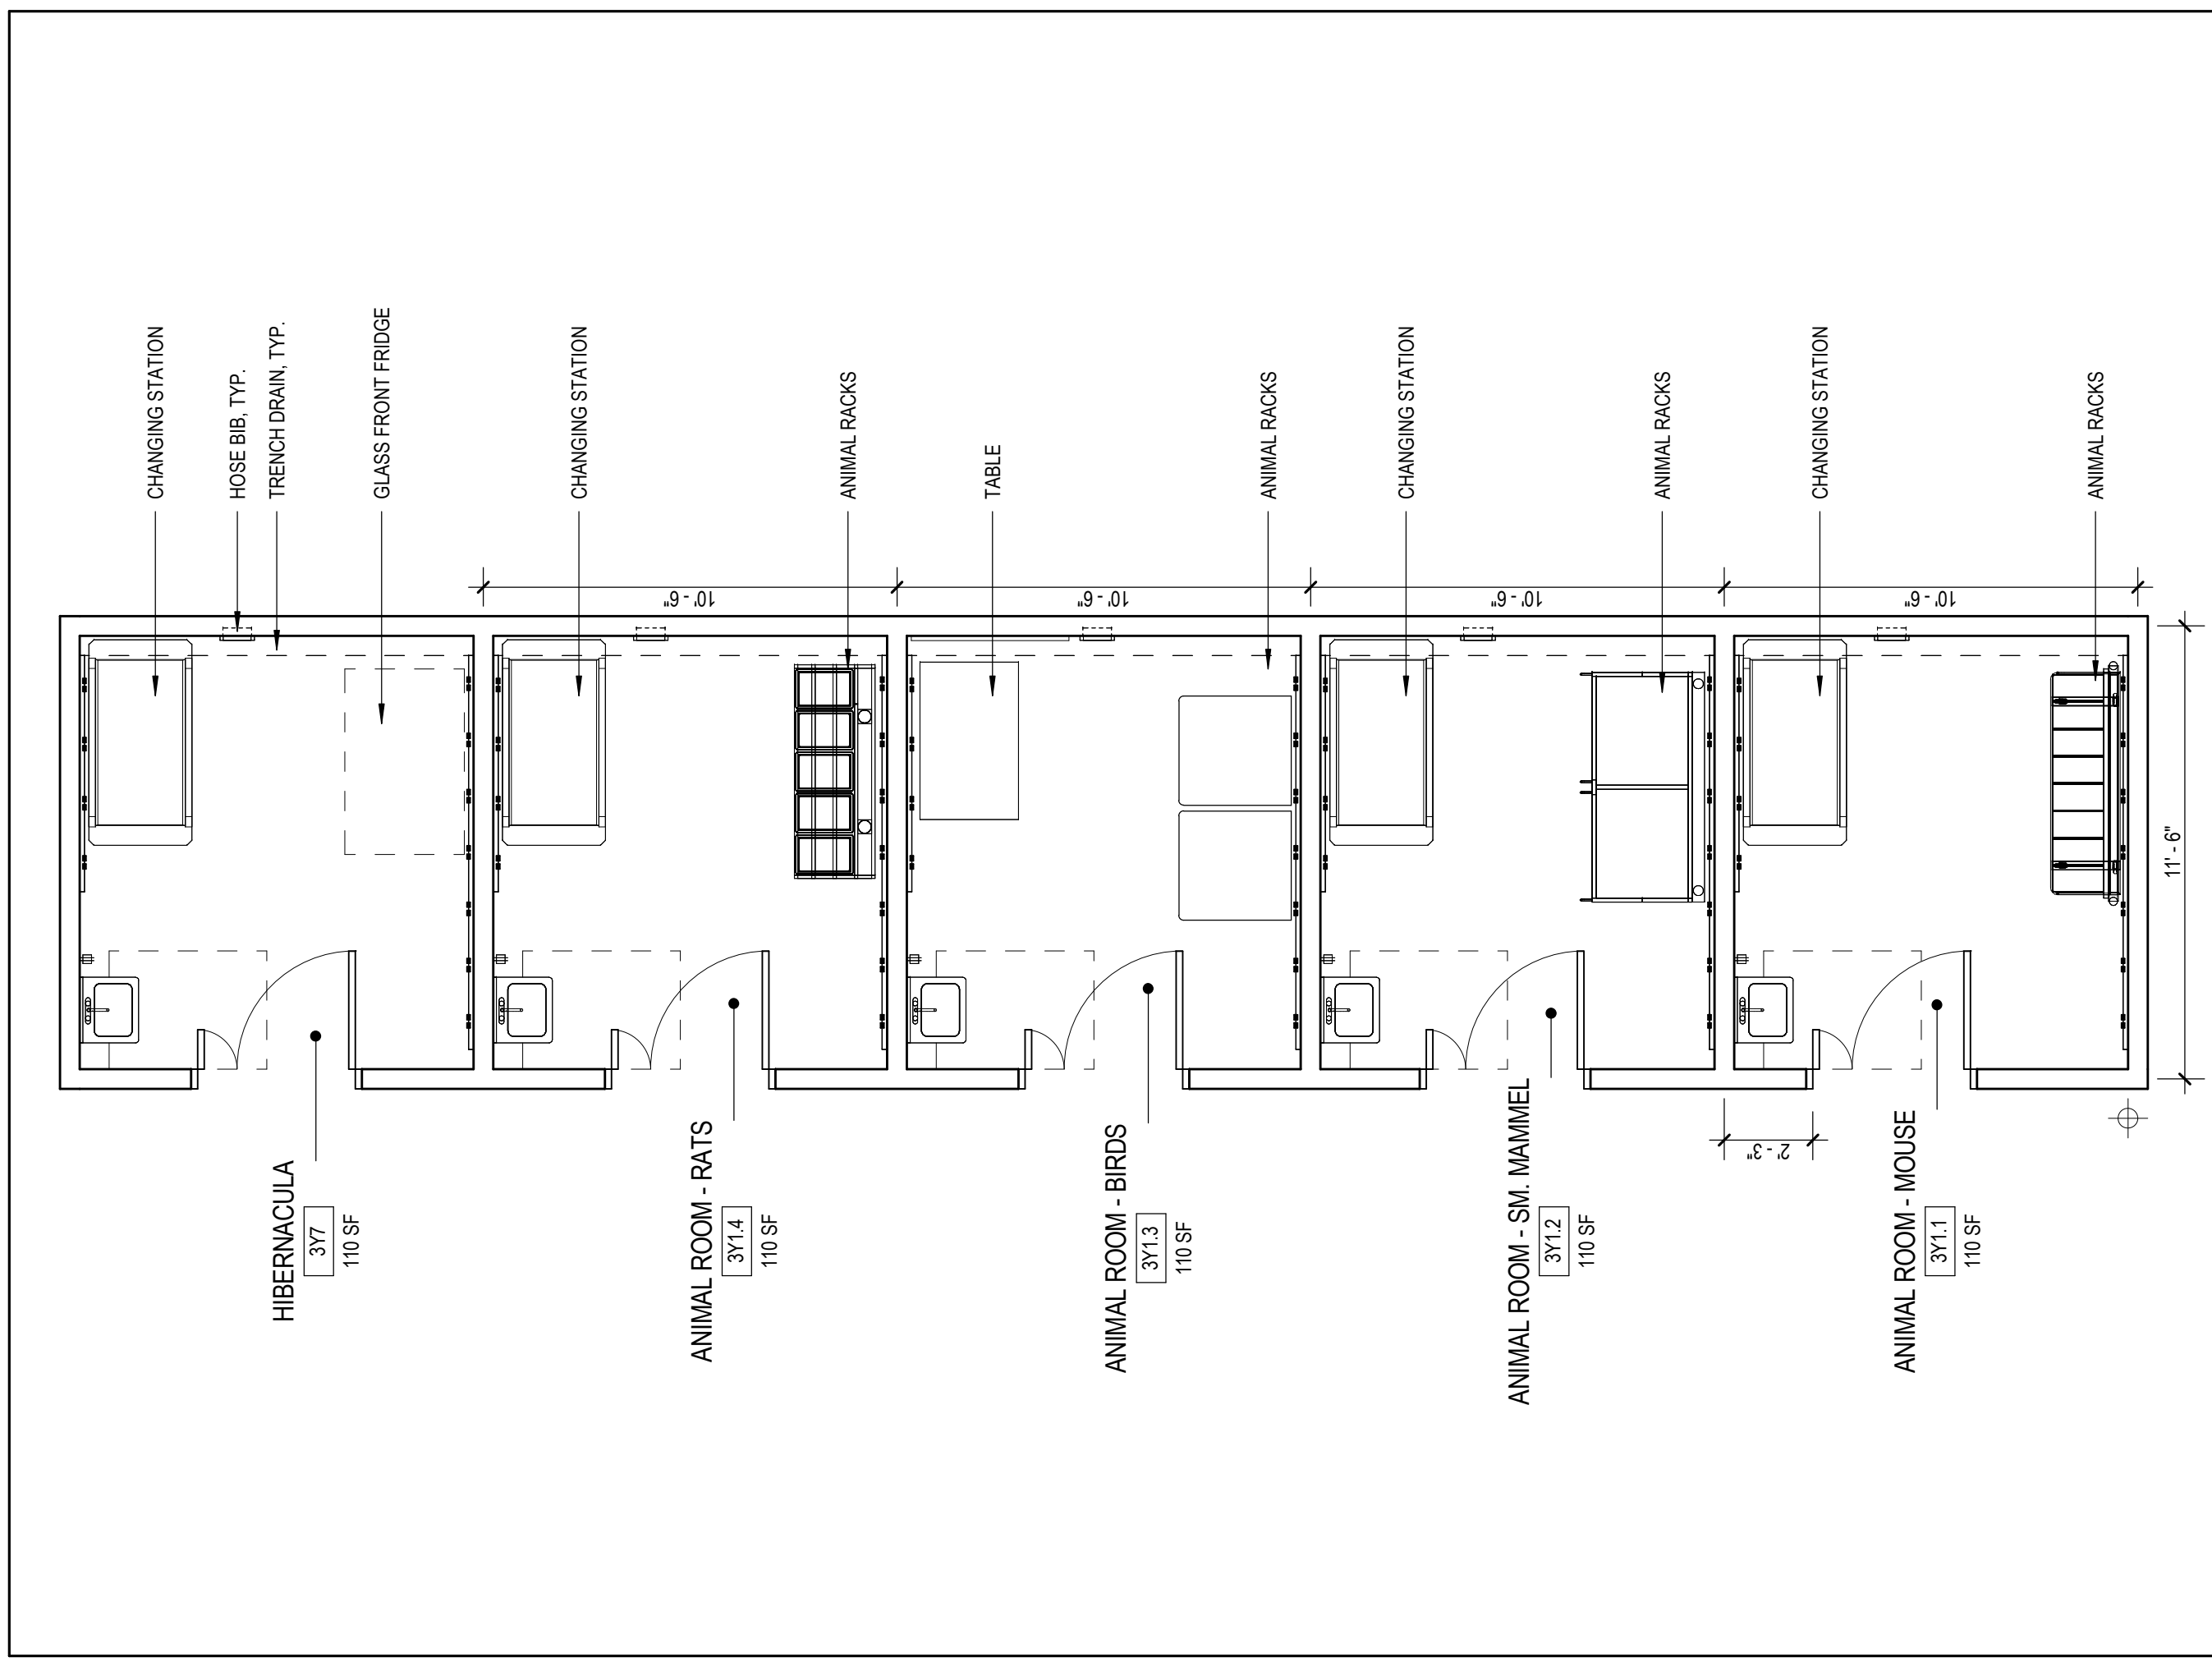 CHANGING STATION
HOSE BIB, TYP.
TRENCH DRAIN, TYP.
GLASS FRONT FRIDGE
CHANGING STATION
ANIMAL RACKS
TABLE
ANIMAL RACKS
CHANGING STATION
ANIMAL RACKS
CHANGING STATION
ANIMAL RACKS
10' - 6"
10' - 6"
10' - 6"
10' - 6"
11' - 6"
2' - 3"
HIBERNACULA
3Y7
110 SF
ANIMAL ROOM - RATS
3Y1.4
110 SF
ANIMAL ROOM - BIRDS
3Y1.3
110 SF
ANIMAL ROOM - SM. MAMMEL
3Y1.2
110 SF
ANIMAL ROOM - MOUSE
3Y1.1
110 SF